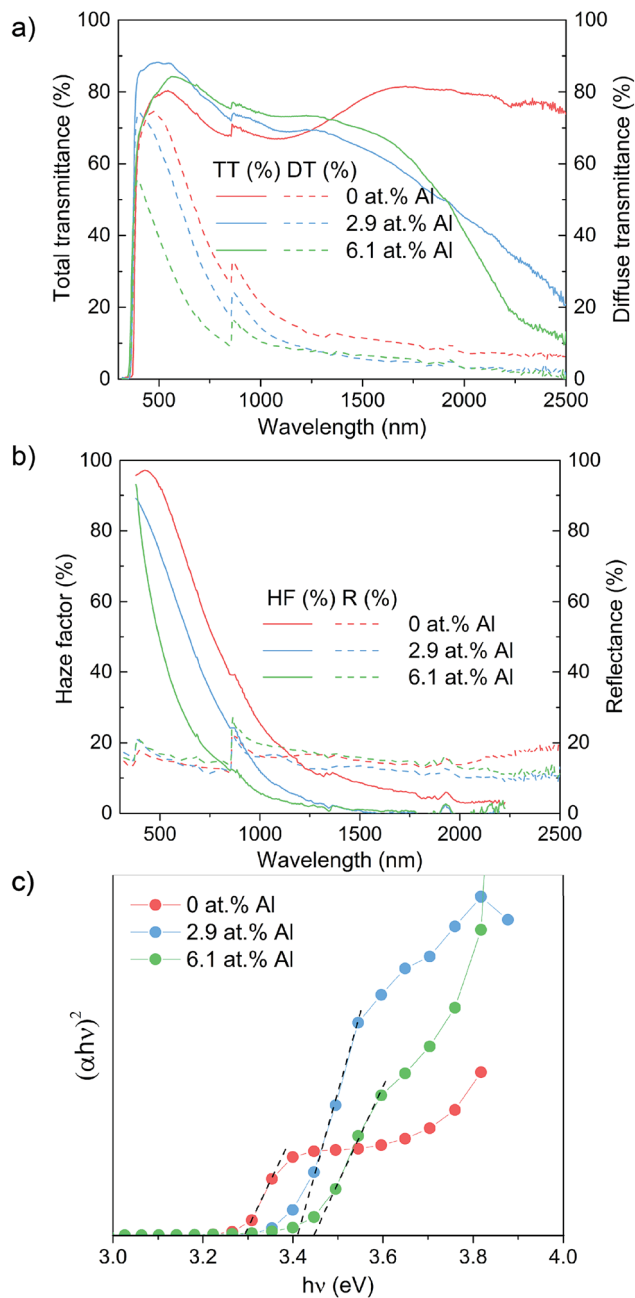 a)
100
80
60
40
20
0
Total transmittance (%)
TT (%) DT (%)
0 at.% Al
2.9 at.% Al
6.1 at.% Al
100
80
60
40
20
0
Diffuse transmittance (%)
500 1000 1500 2000 2500
Wavelength (nm)
b)
100
80
60
40
20
0
Haze factor (%)
HF (%) R (%)
0 at.% Al
2.9 at.% Al
6.1 at.% Al
100
80
60
40
20
0
Reflectance (%)
500 1000 1500 2000 2500
Wavelength (nm)
c)
0 at.% Al
2.9 at.% Al
6.1 at.% Al
(αhν)²
3.0 3.2 3.4 3.6 3.8 4.0
hν (eV)